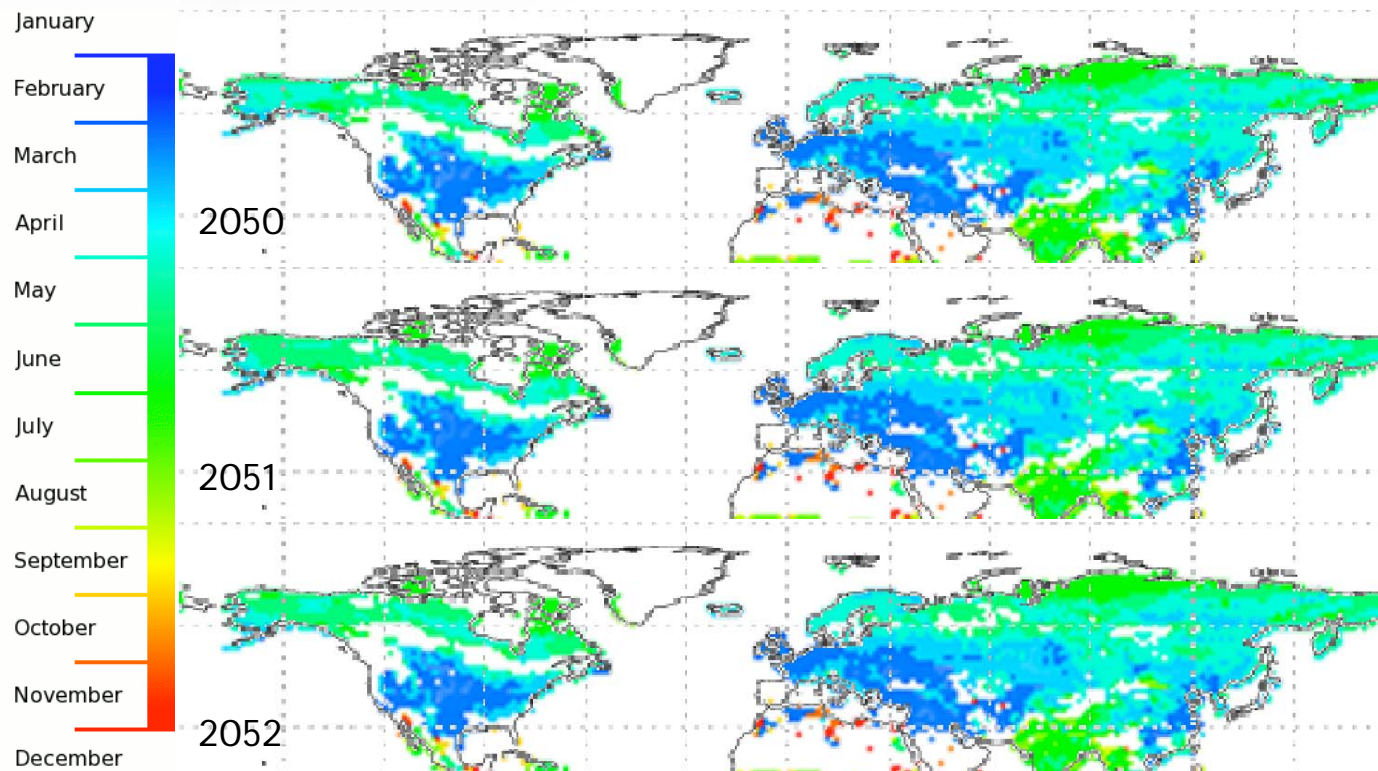 January
February
March
April
May
June
July
August
September
October
November
December
2050
2051
2052